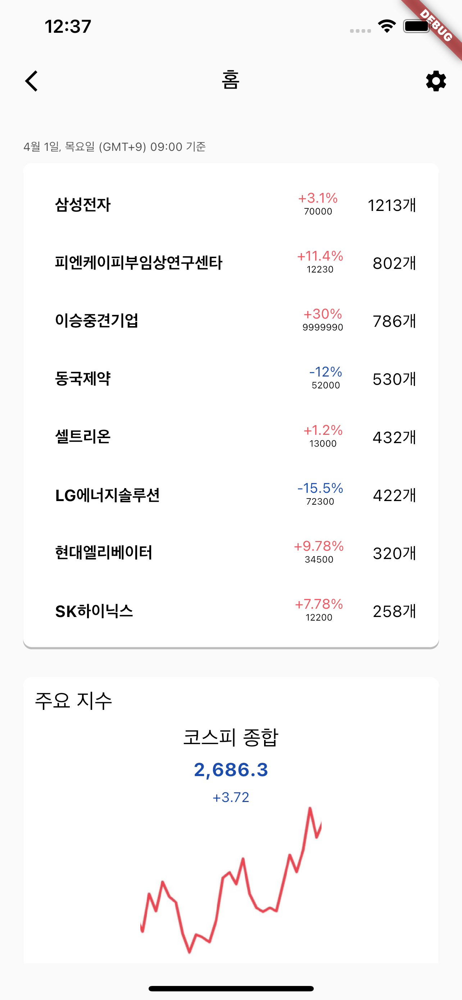 12:37
DEBUG
홈
4월 1일, 목요일 (GMT+9) 09:00 기준
삼성전자 +3.1% 1213개
70000
피엔케이피부임상연구센타 +11.4% 802개
12230
이승중견기업 +30% 786개
9999990
동국제약 -12% 530개
52000
셀트리온 +1.2% 432개
13000
LG에너지솔루션 -15.5% 422개
72300
현대엘리베이터 +9.78% 320개
34500
SK하이닉스 +7.78% 258개
12200
주요 지수
코스피 종합
2,686.3
+3.72